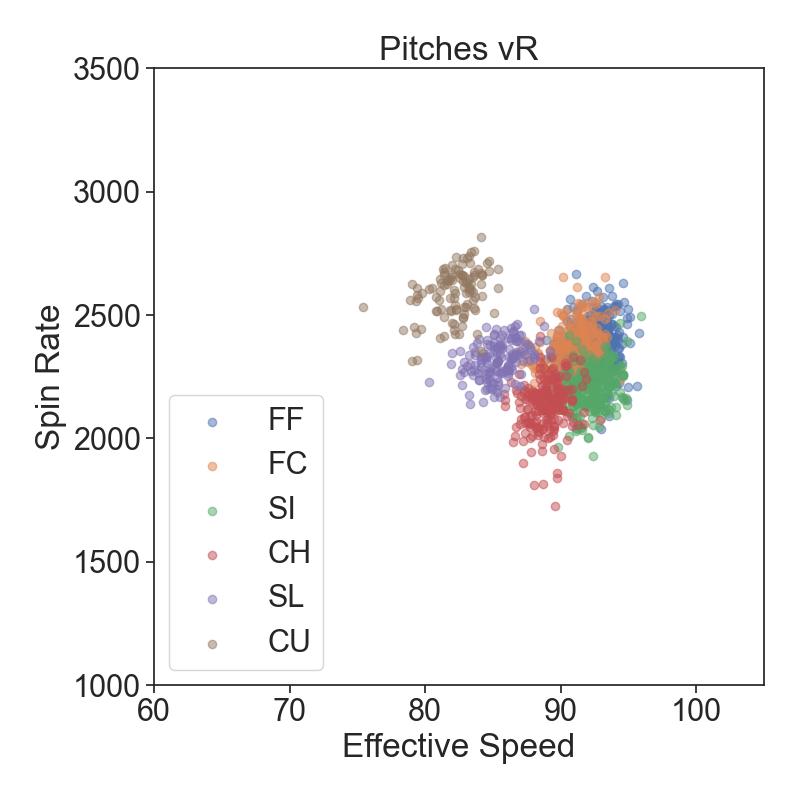 Pitches vR
3500
3000
2500
2000
1500
1000
Spin Rate
FF
FC
SI
CH
SL
CU
60 70 80 90 100
Effective Speed